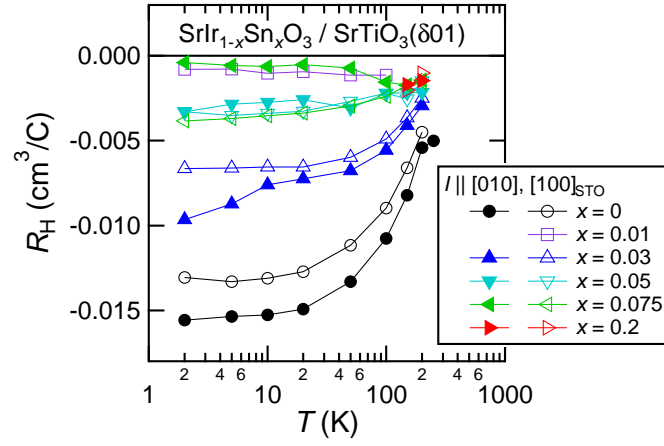 SrIr1-xSnxO3 / SrTiO3(δ01)
0.000
-0.005
-0.010
-0.015
RH (cm3/C)
I || [010], [100]STO
x = 0
x = 0.01
x = 0.03
x = 0.05
x = 0.075
x = 0.2
2 4 6 2 4 6 2 4 6
1 10 100 1000
T (K)